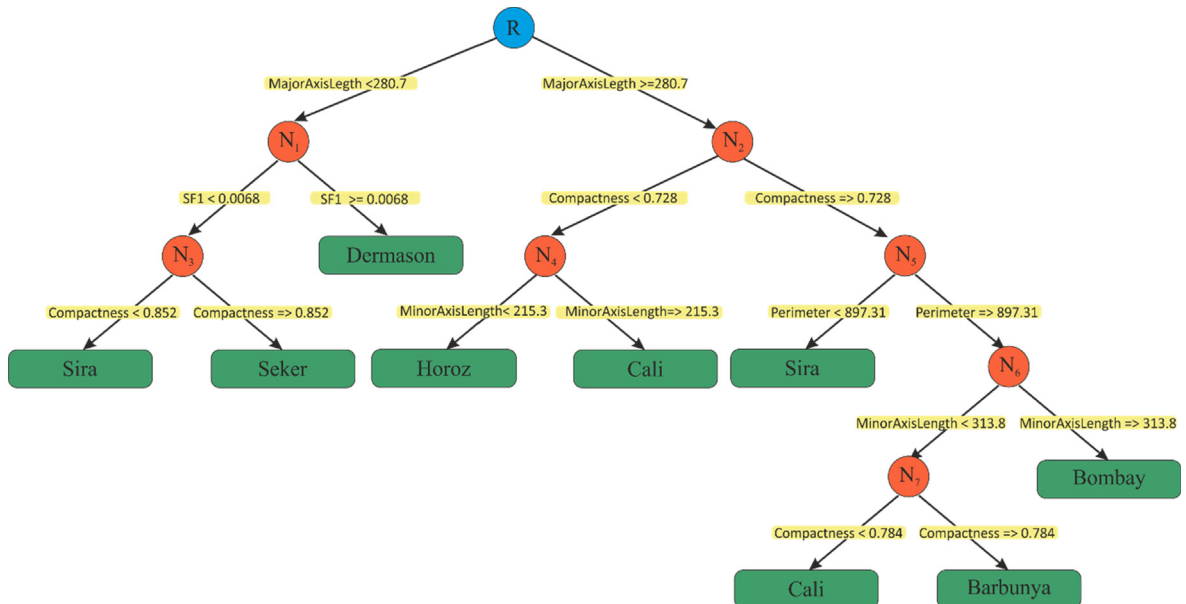 R
MajorAxisLegth <280.7
MajorAxisLegth >=280.7
N1
N2
SF1 < 0.0068
SF1 >= 0.0068
Compactness < 0.728
Compactness => 0.728
N3
Dermason
N4
N5
Compactness < 0.852
Compactness => 0.852
MinorAxisLength< 215.3
MinorAxisLength=> 215.3
Perimeter < 897.31
Perimeter => 897.31
Sira
Seker
Horoz
Cali
Sira
N6
MinorAxisLength < 313.8
MinorAxisLength => 313.8
N7
Bombay
Compactness < 0.784
Compactness => 0.784
Cali
Barbunya